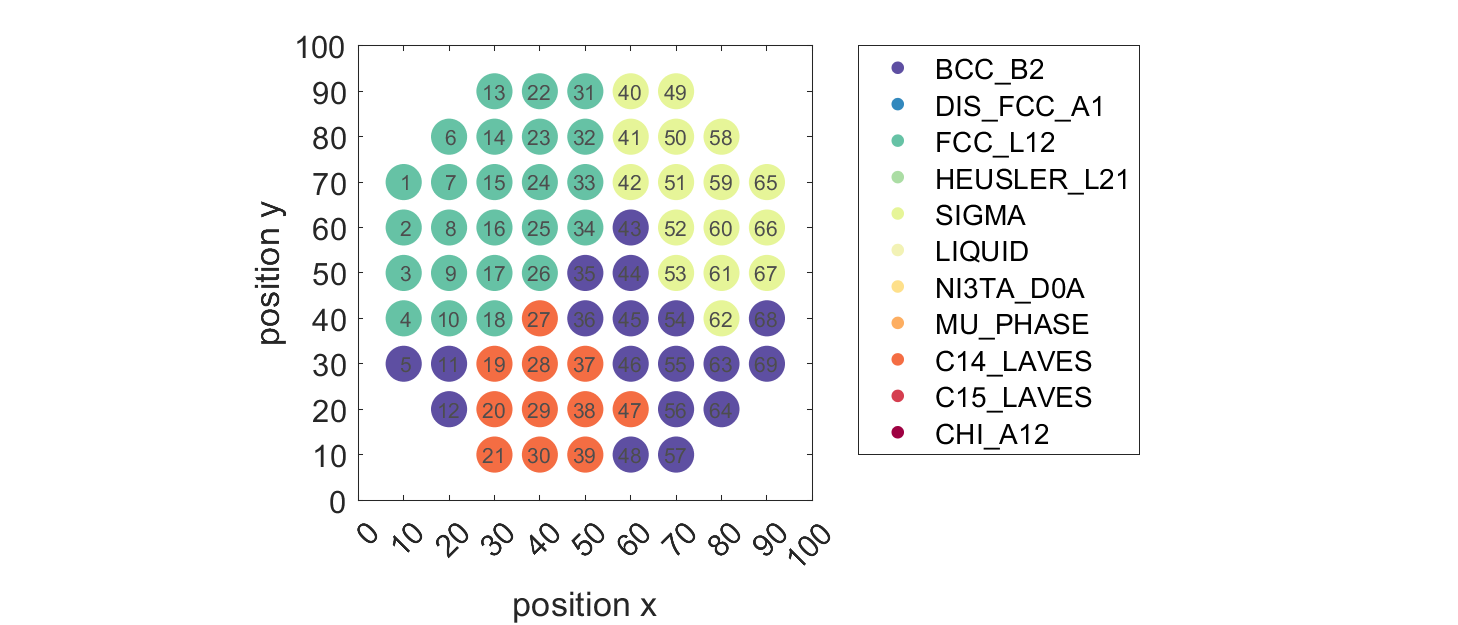 100
90
80
70
60
50
40
30
20
10
0
position y
13 22 31 40 49
6 14 23 32 41 50 58
1 7 15 24 33 42 51 59 65
2 8 16 25 34 43 52 60 66
3 9 17 26 35 44 53 61 67
4 10 18 27 36 45 54 62 68
5 11 19 28 37 46 55 63 69
12 20 29 38 47 56 64
21 30 39 48 57
0 10 20 30 40 50 60 70 80 90 100
position x
BCC_B2
DIS_FCC_A1
FCC_L12
HEUSLER_L21
SIGMA
LIQUID
NI3TA_D0A
MU_PHASE
C14_LAVES
C15_LAVES
CHI_A12